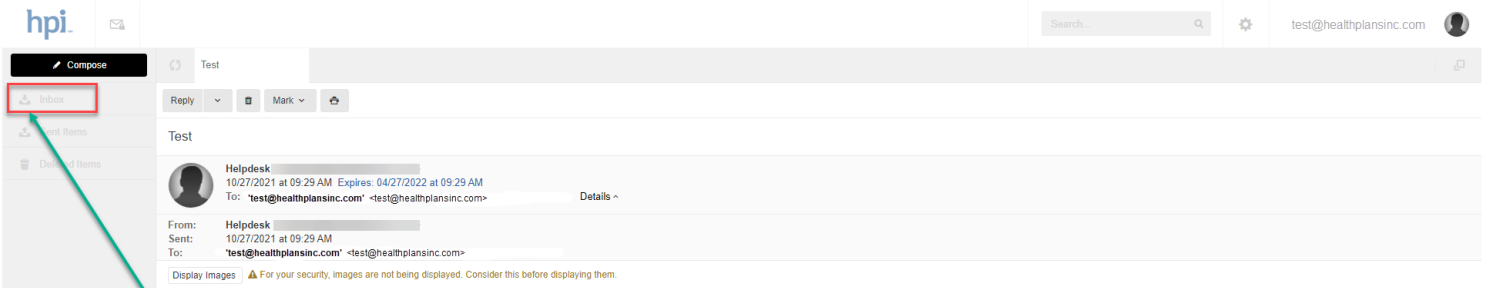 hpi
Search...
test@healthplansinc.com
Compose
Test
Inbox
Reply
Mark
Sent Items
Test
Deleted Items
Helpdesk
10/27/2021 at 09:29 AM Expires: 04/27/2022 at 09:29 AM
To: 'test@healthplansinc.com' <test@healthplansinc.com>
Details
From: Helpdesk
Sent: 10/27/2021 at 09:29 AM
To: 'test@healthplansinc.com' <test@healthplansinc.com>
Display Images For your security, images are not being displayed. Consider this before displaying them.